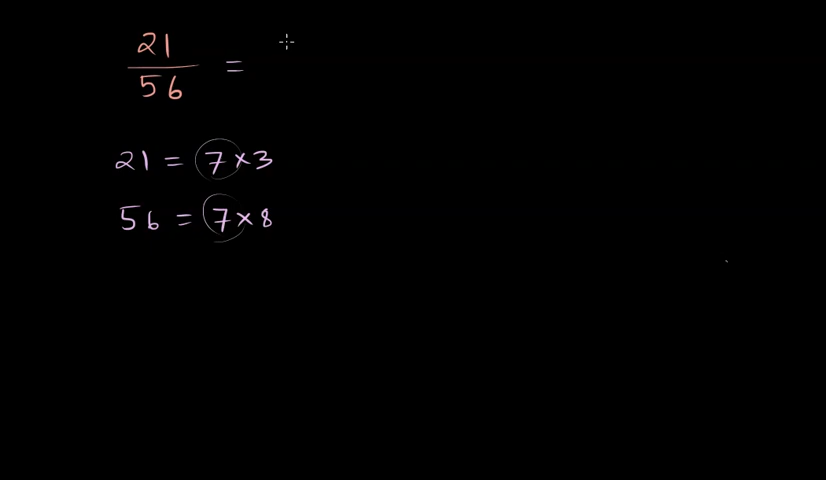 21
56 =
21 = 7 × 3
56 = 7 × 8